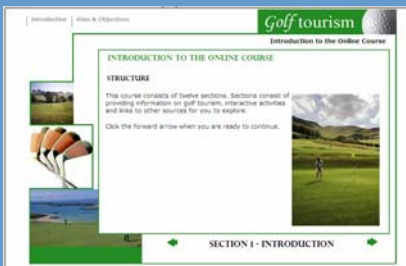 Introduction | Aims & Objectives
Golf tourism
Introduction to the Online Course
INTRODUCTION TO THE ONLINE COURSE
STRUCTURE
This course consists of twelve sections. Sections consist of
providing information on golf tourism, interactive activities
and links to other sources for you to explore.
Click the forward arrow when you are ready to continue.
SECTION 1 - INTRODUCTION